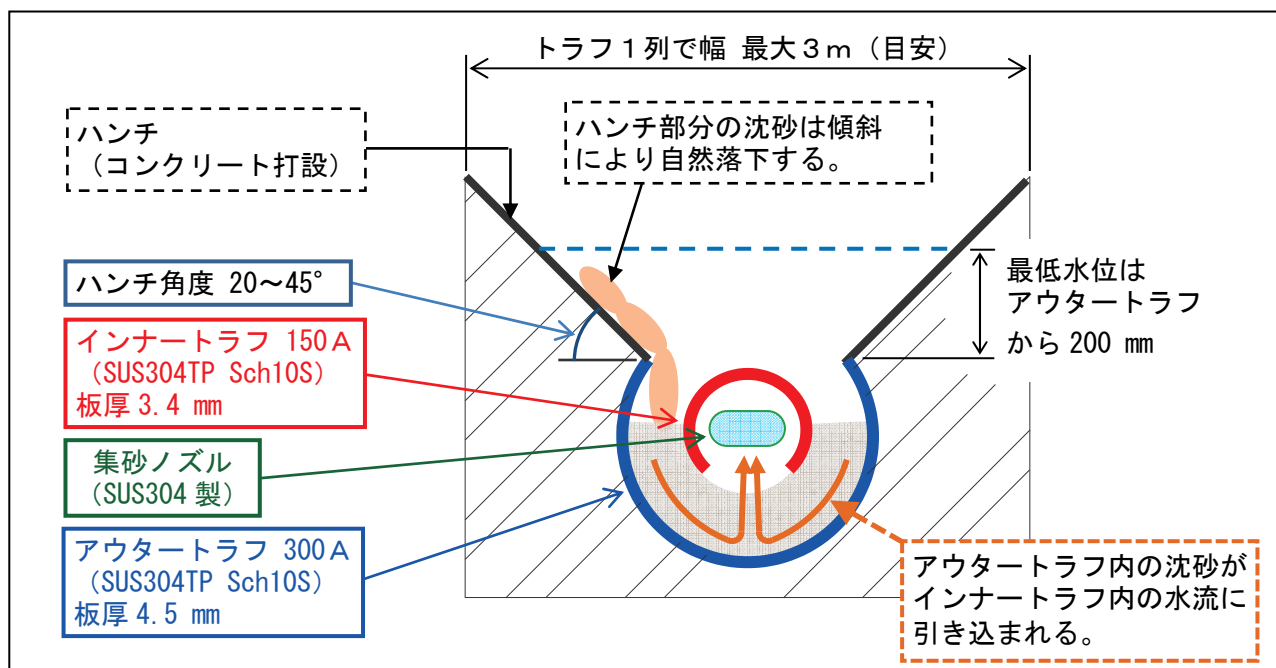 トラフ１列で幅 最大３ｍ（目安）
ハンチ
（コンクリート打設）
ハンチ部分の沈砂は傾斜
により自然落下する。
ハンチ角度 20～45°
最低水位は
アウタートラフ
から 200 mm
インナートラフ 150Ａ
（SUS304TP Sch10S）
板厚 3.4 mm
集砂ノズル
（SUS304 製）
アウタートラフ 300Ａ
（SUS304TP Sch10S）
板厚 4.5 mm
アウタートラフ内の沈砂が
インナートラフ内の水流に
引き込まれる。